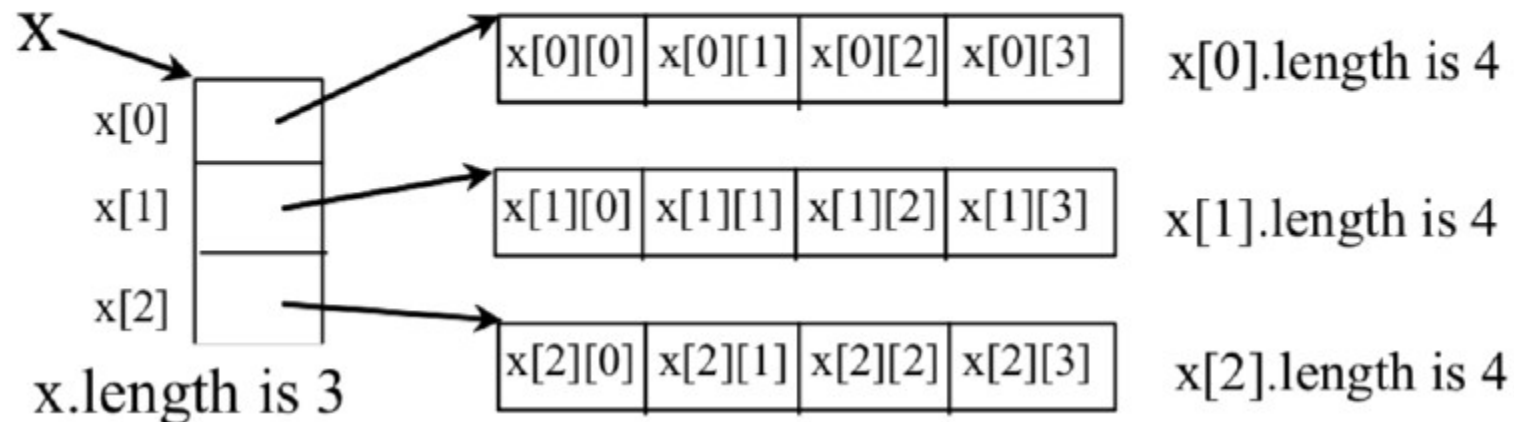 X
x[0][0] x[0][1] x[0][2] x[0][3] x[0].length is 4
x[0]
x[1] x[1][0] x[1][1] x[1][2] x[1][3] x[1].length is 4
x[2]
x[2][0] x[2][1] x[2][2] x[2][3] x[2].length is 4
x.length is 3